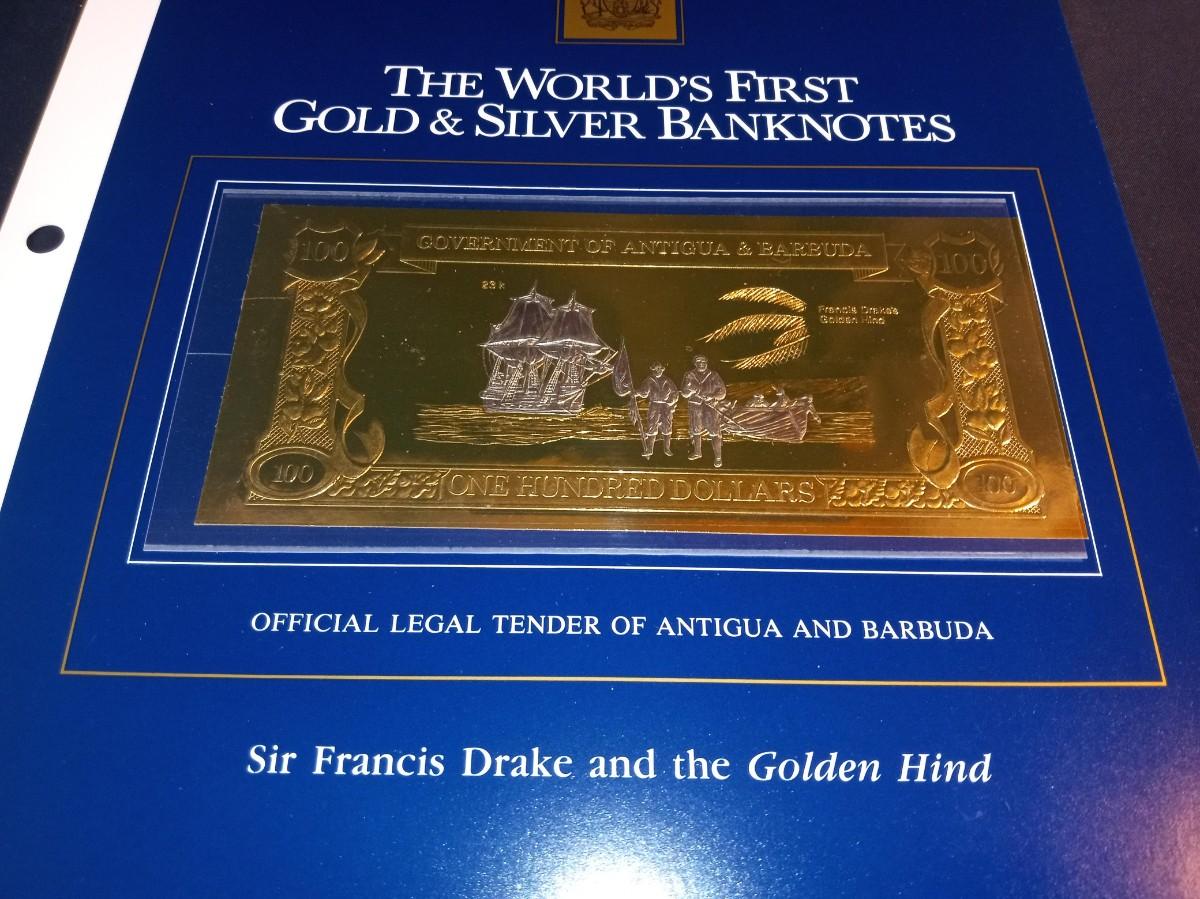 THE WORLD'S FIRST
GOLD & SILVER BANKNOTES
100
GOVERNMENT OF ANTIGUA & BARBUDA
100
23 k
Francis Drake's
Golden Hind
100
ONE HUNDRED DOLLARS
100
OFFICIAL LEGAL TENDER OF ANTIGUA AND BARBUDA
Sir Francis Drake and the Golden Hind